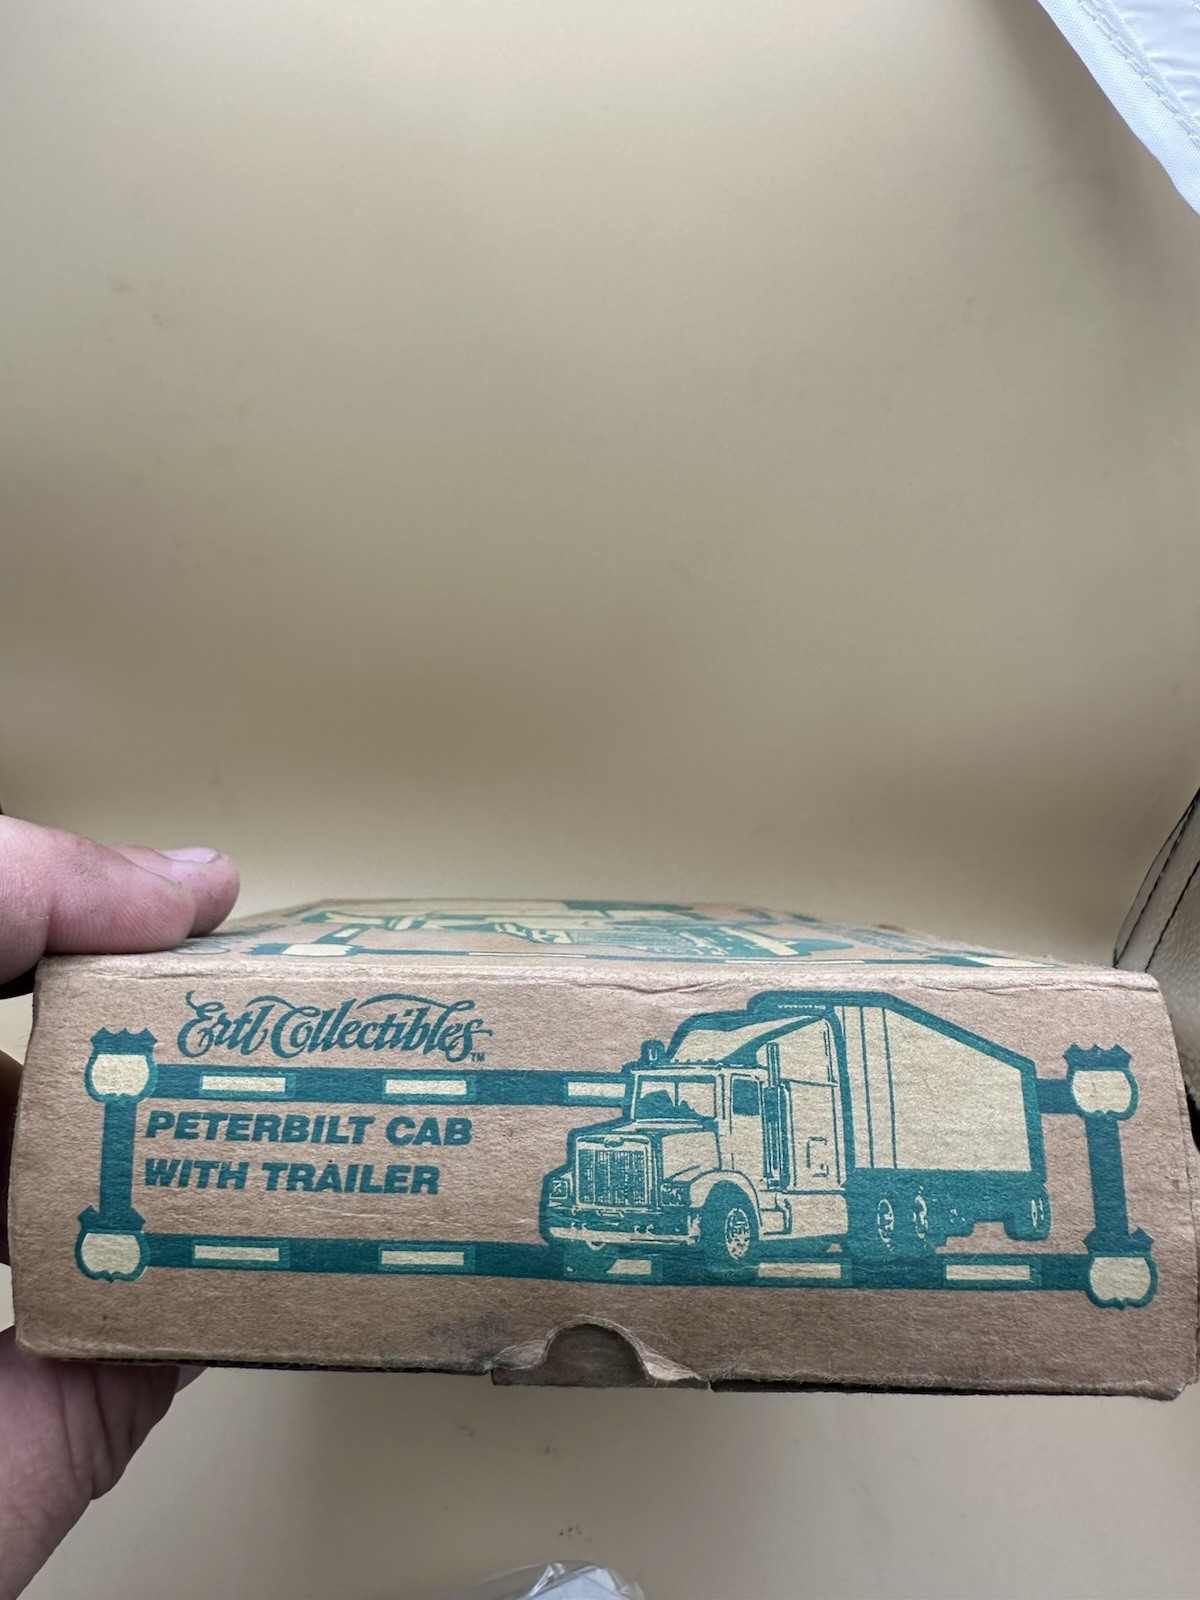 Ertl Collectibles™
PETERBILT CAB
WITH TRAILER